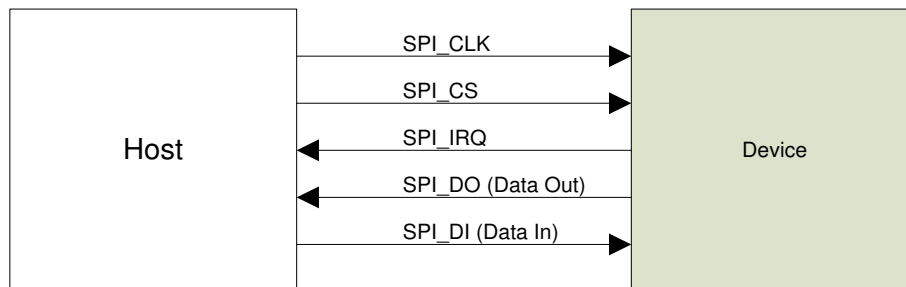 SPI_CLK
SPI_CS
Host
SPI_IRQ
Device
SPI_DO (Data Out)
SPI_DI (Data In)